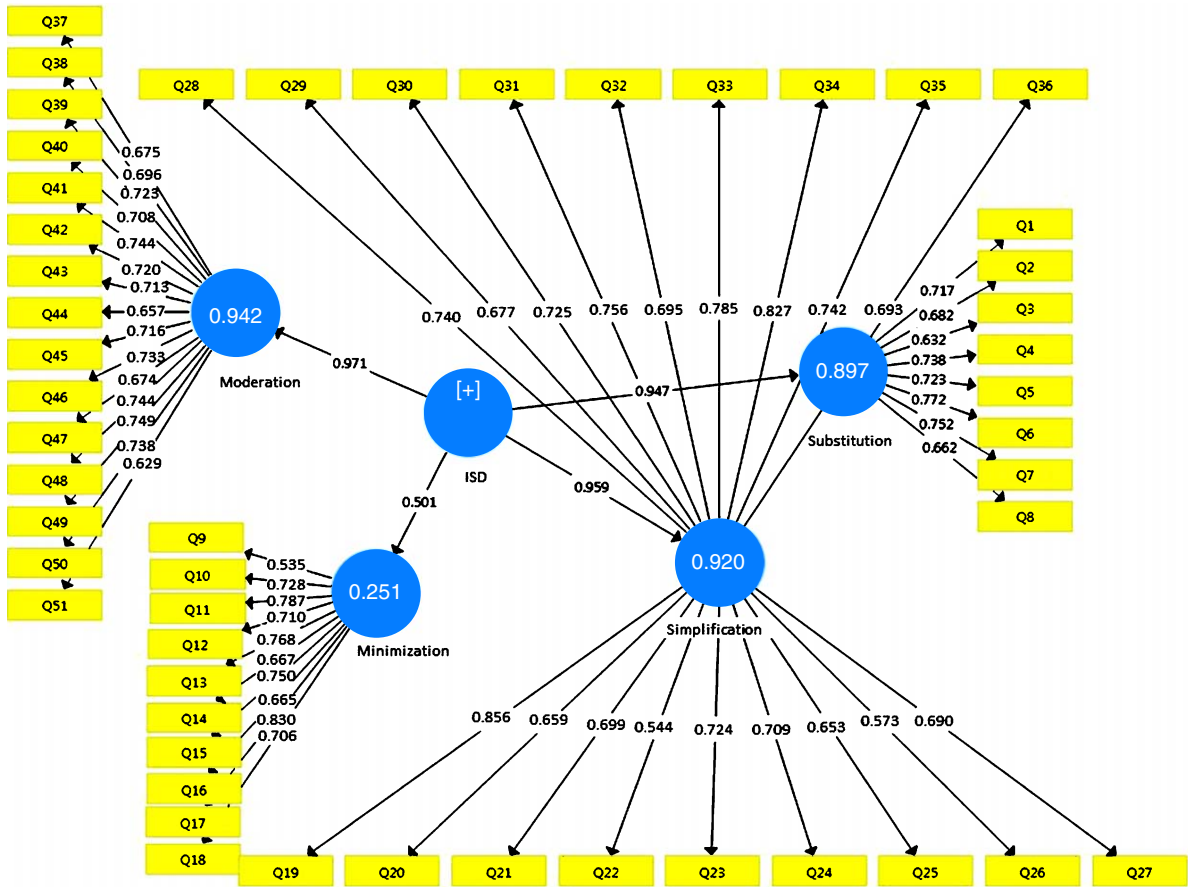 Q37
Q38
Q39
Q40
Q41
Q42
Q43
Q44
Q45
Q46
Q47
Q48
Q49
Q50
Q51
0.675
0.696
0.723
0.708
0.744
0.720
0.713
0.657
0.716
0.733
0.674
0.744
0.749
0.738
0.629
0.942
Moderation
Q28
Q29
Q30
Q31
Q32
Q33
Q34
Q35
Q36
0.740
0.677
0.725
0.756
0.695
0.785
0.827
0.742
0.693
0.971
[+]
ISD
0.947
0.959
0.501
0.897
Substitution
0.717
0.682
0.632
0.738
0.723
0.772
0.752
0.662
Q1
Q2
Q3
Q4
Q5
Q6
Q7
Q8
Q9
Q10
Q11
Q12
Q13
Q14
Q15
Q16
Q17
Q18
0.535
0.728
0.787
0.710
0.768
0.667
0.750
0.665
0.830
0.706
0.251
Minimization
0.920
Simplification
0.856
0.659
0.699
0.544
0.724
0.709
0.653
0.573
0.690
Q19
Q20
Q21
Q22
Q23
Q24
Q25
Q26
Q27